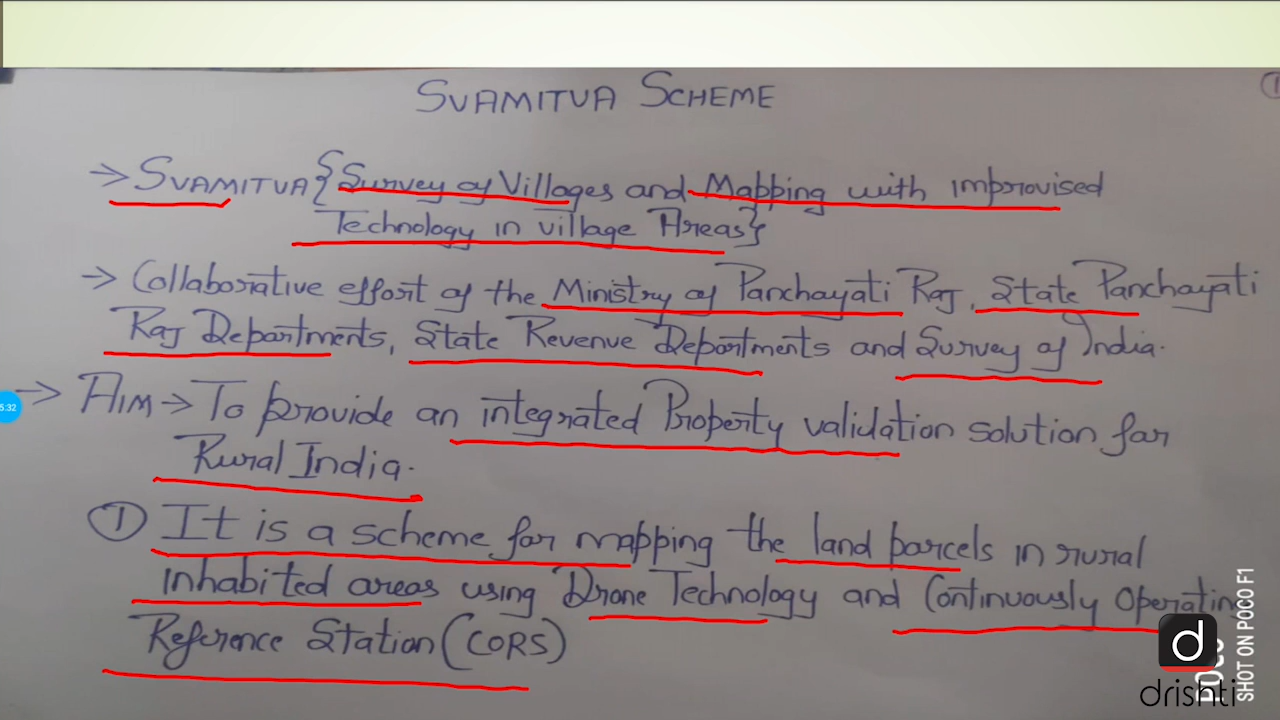 SVAMITVA SCHEME
→ SVAMITVA {Survey of Villages and Mapping with improvised
Technology in village Areas}
→ Collaborative effort of the Ministry of Panchayati Raj, State Panchayati
Raj Departments, State Revenue Departments and Survey of India.
→ AIM → To provide an integrated Property validation solution for
Rural India.
① It is a scheme for mapping the land parcels in rural
inhabited areas using Drone Technology and Continuously Operating
Reference Station (CORS)
5:32
d
drishti
SHOT ON POCO F1